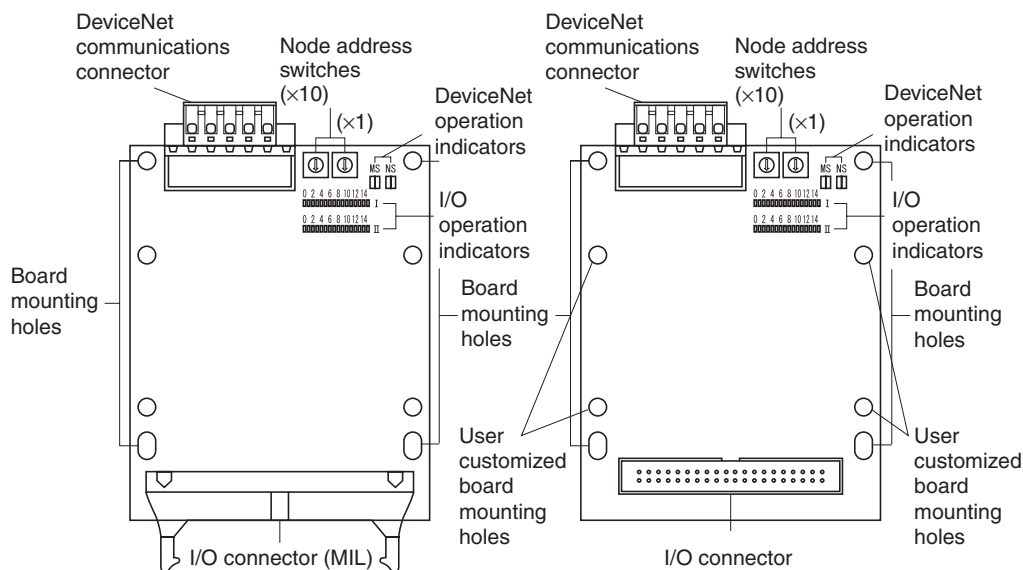 DeviceNet
communications
connector
Node address
switches
(×10)
(×1)
DeviceNet
operation
indicators
MS NS
0 2 4 6 8 10 12 14 I
0 2 4 6 8 10 12 14 II
I/O
operation
indicators
Board
mounting
holes
Board
mounting
holes
I/O connector (MIL)
DeviceNet
communications
connector
Node address
switches
(×10)
(×1)
DeviceNet
operation
indicators
MS NS
0 2 4 6 8 10 12 14 I
0 2 4 6 8 10 12 14 II
I/O
operation
indicators
Board
mounting
holes
User
customized
board
mounting
holes
User
customized
board
mounting
holes
I/O connector